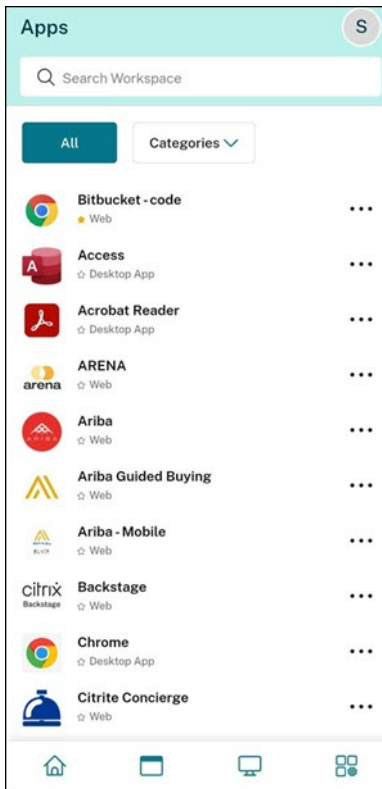 Apps
S
Search Workspace
All
Categories
Bitbucket - code
Web
A
Access
Desktop App
Acrobat Reader
Desktop App
ARENA
arena
Web
Ariba
ARIBA
Web
Ariba Guided Buying
Web
Ariba - Mobile
Web
citrix
Backstage
Backstage
Web
Chrome
Desktop App
Citrite Concierge
Web